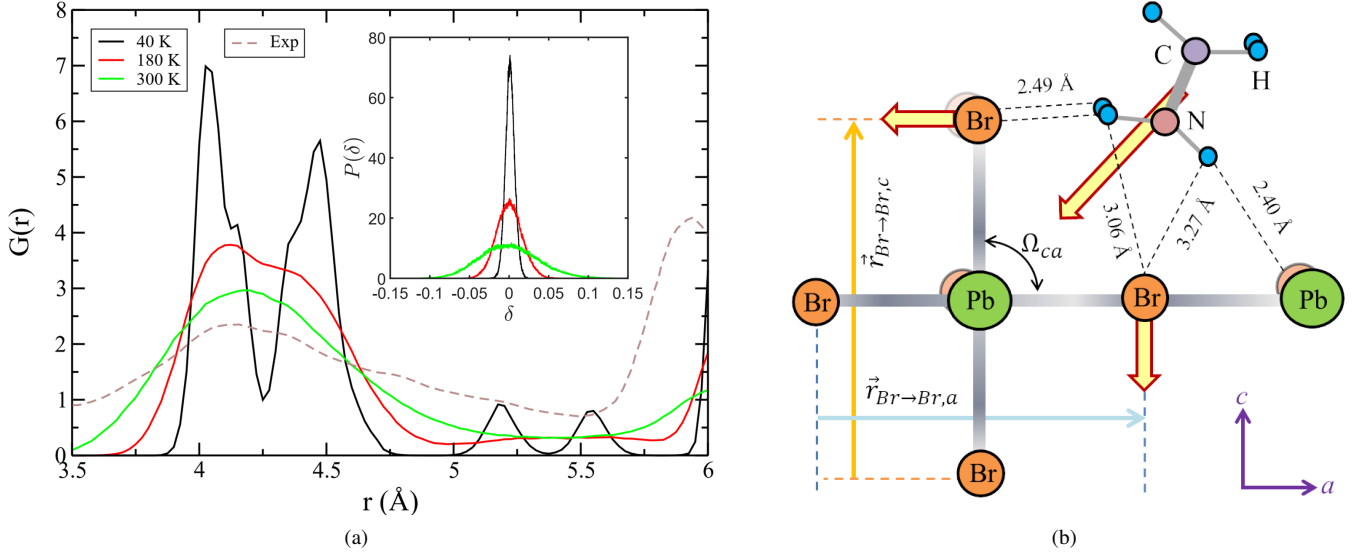 8
7
6
5
4
3
2
1
0
G(r)
3.5
4
4.5
5
5.5
6
r (Å)
40 K
180 K
300 K
Exp
80
60
40
20
0
P(δ)
-0.15
-0.1
-0.05
0
0.05
0.1
0.15
δ
(a)
C
H
N
2.49 Å
3.06 Å
3.27 Å
2.40 Å
Br
r⃗Br→Br,c
Ωca
Br
Pb
Br
Pb
r⃗Br→Br,a
Br
c
a
(b)